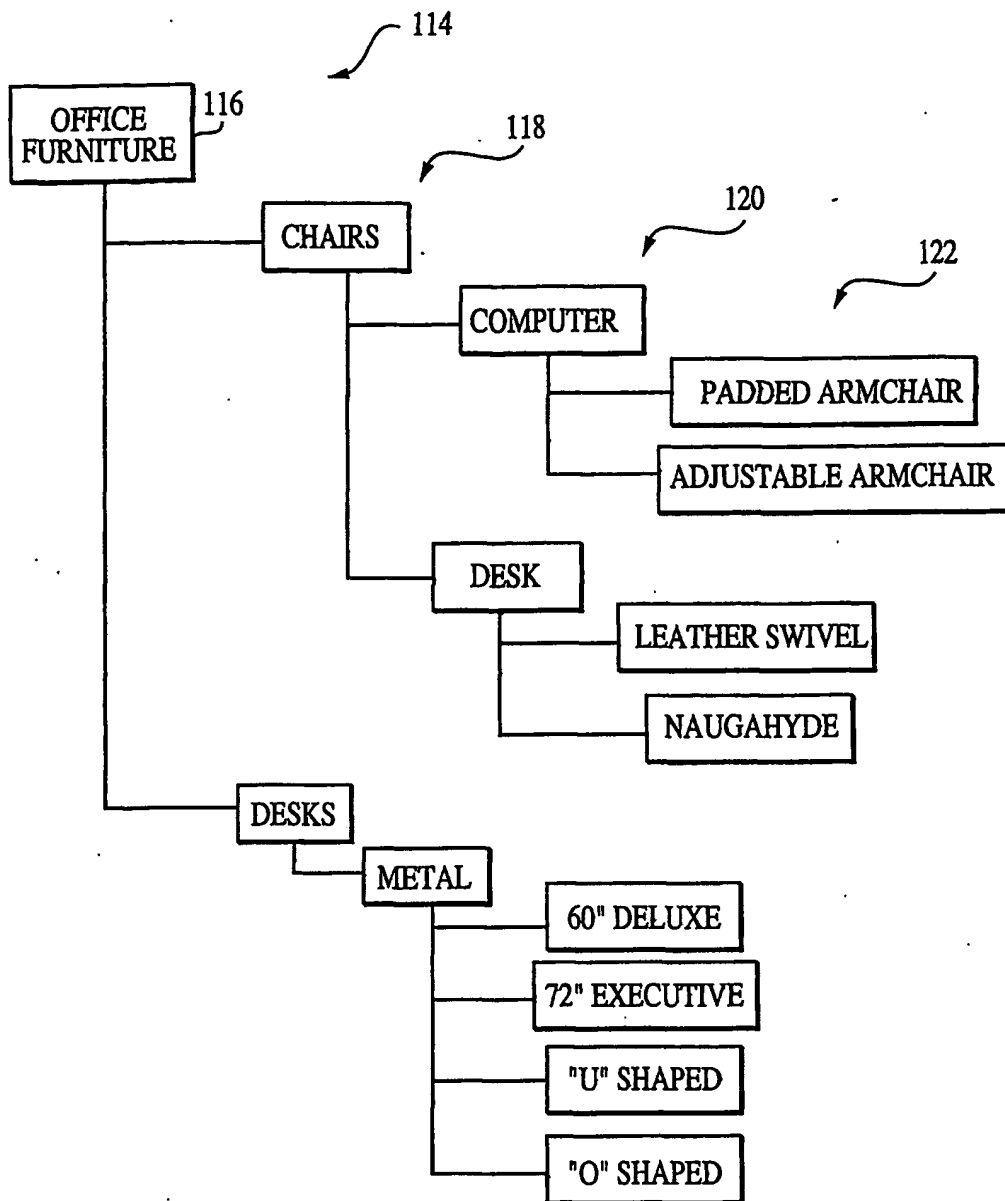 114
OFFICE
FURNITURE
116
118
CHAIRS
120
COMPUTER
122
PADDED ARMCHAIR
ADJUSTABLE ARMCHAIR
DESK
LEATHER SWIVEL
NAUGAHYDE
DESKS
METAL
60" DELUXE
72" EXECUTIVE
"U" SHAPED
"O" SHAPED